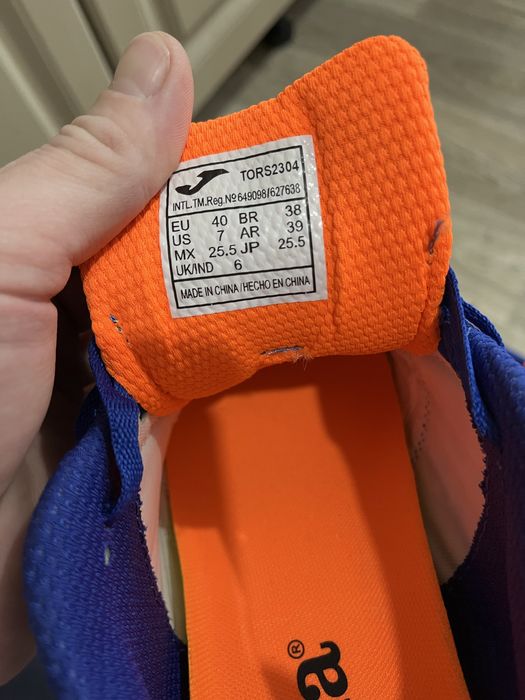 TORS2304
INTL.TM.Reg.Nº649098/627638
EU 40 BR 38
US 7 AR 39
MX 25.5 JP 25.5
UK/IND 6
MADE IN CHINA/HECHO EN CHINA
a®